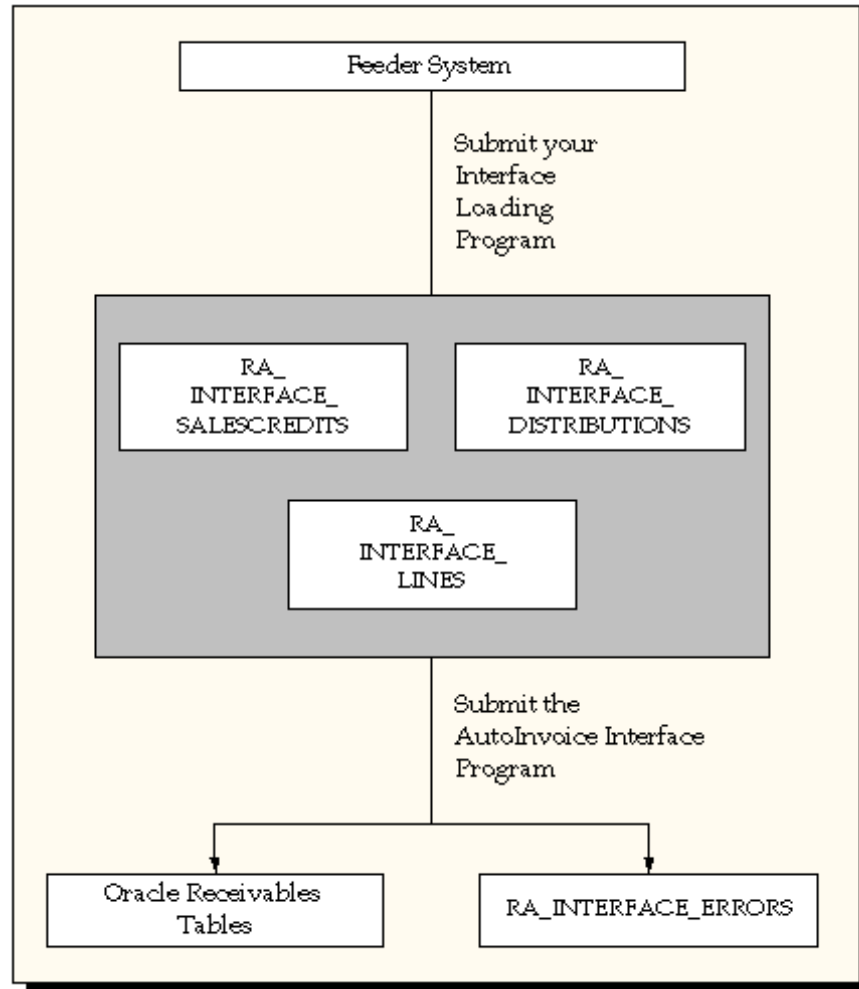 Feeder System
Submit your
Interface
Loading
Program
RA_
INTERFACE_
SALESCREDITS
RA_
INTERFACE_
DISTRIBUTIONS
RA_
INTERFACE_
LINES
Submit the
AutoInvoice Interface
Program
Oracle Receivables
Tables
RA_INTERFACE_ERRORS